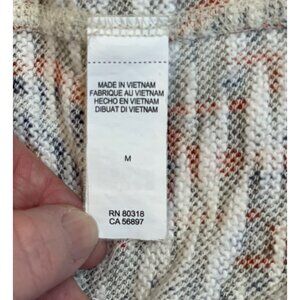 MADE IN VIETNAM
FABRIQUE AU VIETNAM
HECHO EN VIETNAM
DIBUAT DI VIETNAM
M
RN 80318
CA 56897